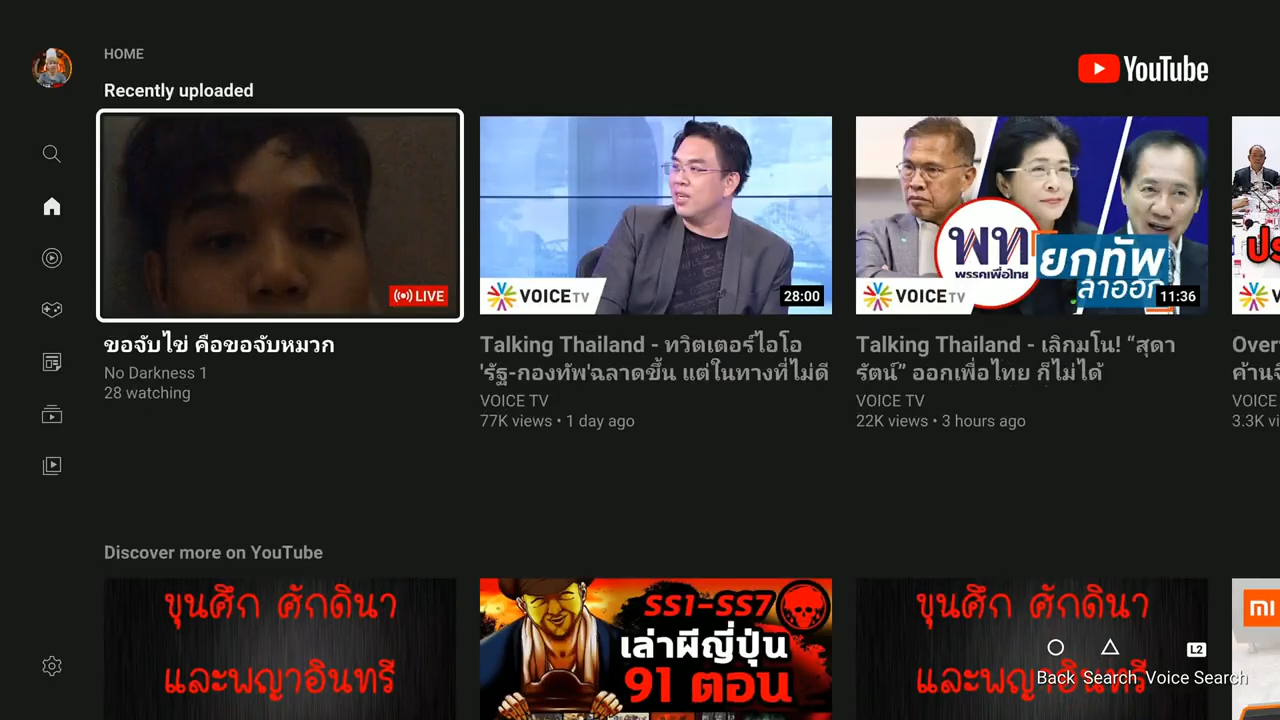 HOME
YouTube
Recently uploaded
LIVE
VOICE TV
28:00
พท
พรรคเพื่อไทย
ยกทัพ
ลาออก
VOICE TV
11:36
ขอจับไข่ คือขอจับหมวก
No Darkness 1
28 watching
Talking Thailand - ทวิตเตอร์ไอโอ
'รัฐ-กองทัพ'ฉลาดขึ้น แต่ในทางที่ไม่ดี
VOICE TV
77K views • 1 day ago
Talking Thailand - เลิกมโน! “สุดา
รัตน์” ออกเพื่อไทย ก็ไม่ได้
VOICE TV
22K views • 3 hours ago
VOICE
3.3K vi
Discover more on YouTube
ขุนศึก ศักดินา
และพญาอินทรี
SS1-SS7
เล่าผีญี่ปุ่น
91 ตอน
ขุนศึก ศักดินา
และพญาอินทรี
mi
L2
Back Search Voice Search